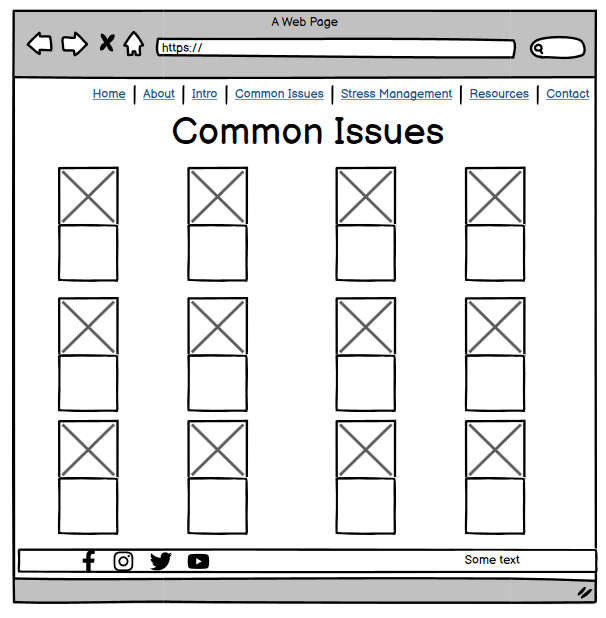 A Web Page
https://
Home | About | Intro | Common Issues | Stress Management | Resources | Contact
Common Issues
Some text